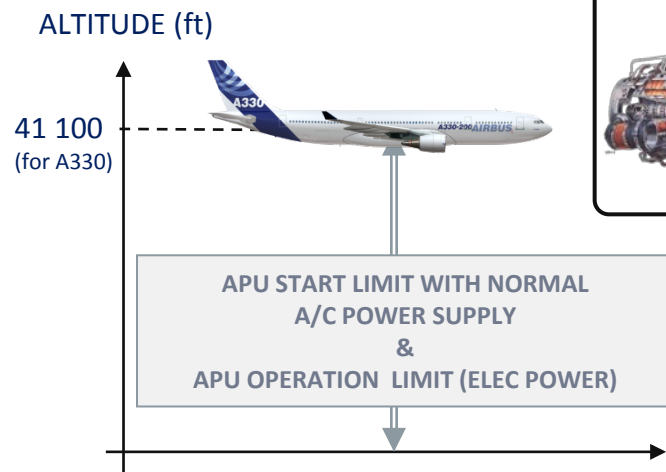 ALTITUDE (ft)
A330
A330-200 AIRBUS
41 100
(for A330)
APU START LIMIT WITH NORMAL
A/C POWER SUPPLY
&
APU OPERATION LIMIT (ELEC POWER)